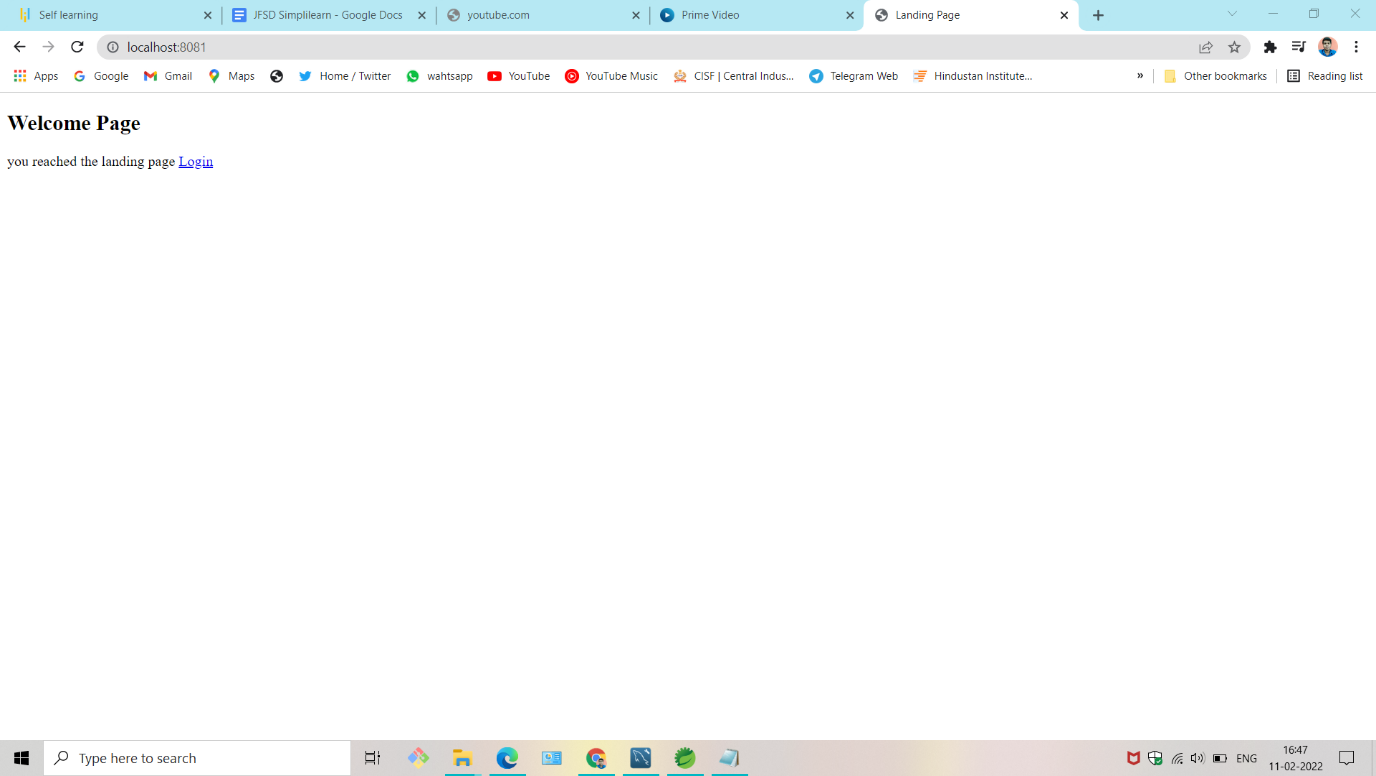 Self learning
JFSD Simplilearn - Google Docs
youtube.com
Prime Video
Landing Page
localhost:8081
Apps
Google
Gmail
Maps
Home / Twitter
wahtsapp
YouTube
YouTube Music
CISF | Central Indus...
Telegram Web
Hindustan Institute...
»
Other bookmarks
Reading list
Welcome Page
you reached the landing page Login
Type here to search
ENG
16:47
11-02-2022